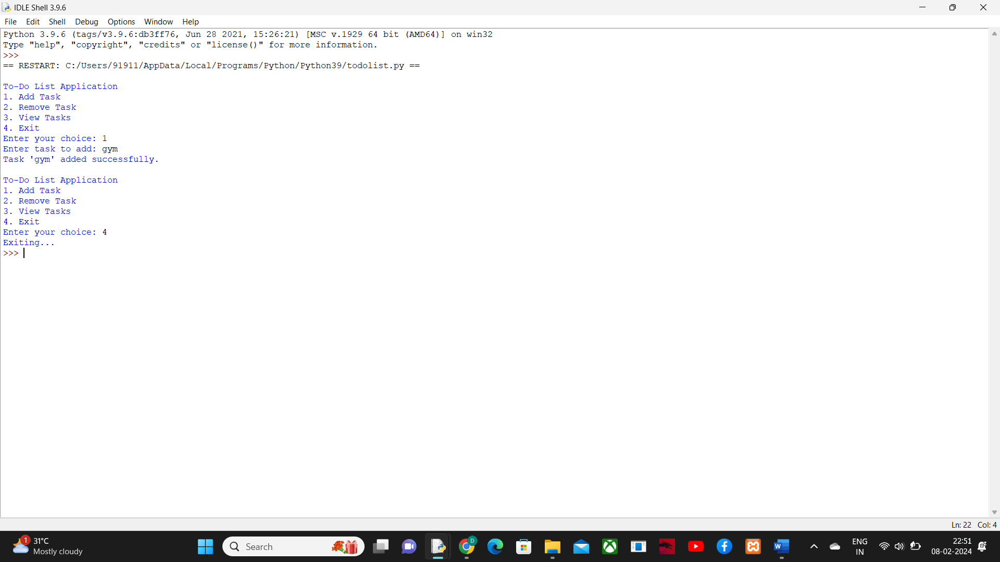 IDLE Shell 3.9.6
File Edit Shell Debug Options Window Help
Python 3.9.6 (tags/v3.9.6:db3ff76, Jun 28 2021, 15:26:21) [MSC v.1929 64 bit (AMD64)] on win32
Type "help", "copyright", "credits" or "license()" for more information.
>>>
== RESTART: C:/Users/91911/AppData/Local/Programs/Python/Python39/todolist.py ==
To-Do List Application
1. Add Task
2. Remove Task
3. View Tasks
4. Exit
Enter your choice: 1
Enter task to add: gym
Task 'gym' added successfully.
To-Do List Application
1. Add Task
2. Remove Task
3. View Tasks
4. Exit
Enter your choice: 4
Exiting...
>>>
Ln: 22 Col: 4
1 31°C
Mostly cloudy
Search
D
W
ENG
IN
22:51
08-02-2024